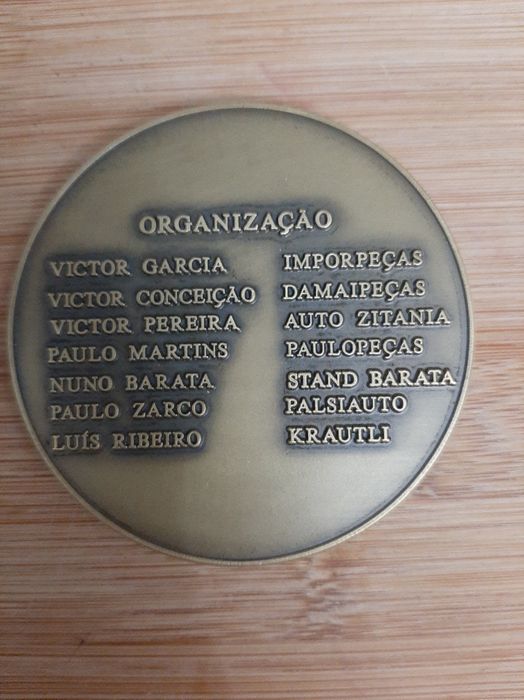 ORGANIZAÇÃO
VICTOR GARCIA IMPORPEÇAS
VICTOR CONCEIÇÃO DAMAIPEÇAS
VICTOR PEREIRA AUTO ZITANIA
PAULO MARTINS PAULOPEÇAS
NUNO BARATA STAND BARATA
PAULO ZARCO PALSIAUTO
LUÍS RIBEIRO KRAUTLI